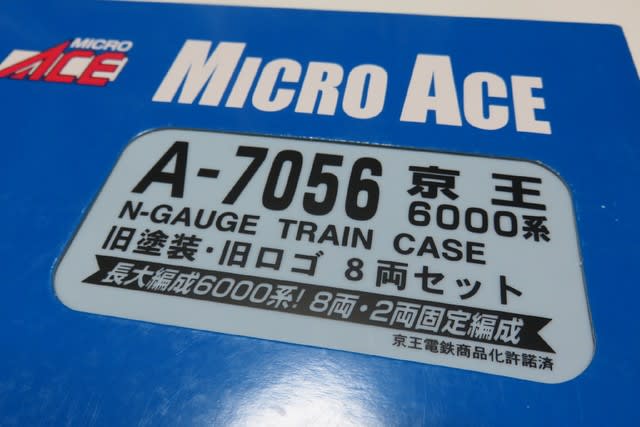 MICRO
ACE
MICRO ACE
A-7056 京王6000系
N-GAUGE TRAIN CASE
旧塗装・旧ロゴ 8両セット
長大編成6000系!8両・2両固定編成
京王電鉄商品化許諾済